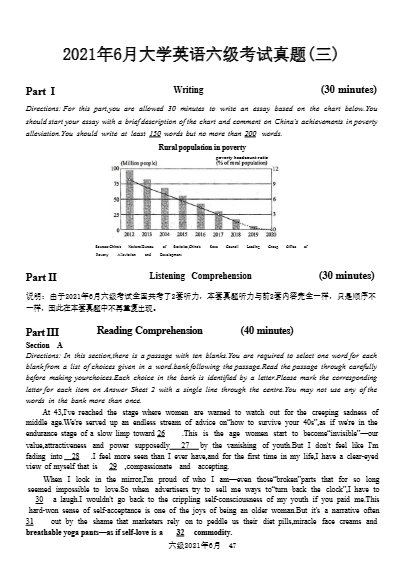 2021年6月大学英语六级考试真题(三)
Part I Writing (30 minutes)
Directions: For this part,you are allowed 30 minutes to write an essay based on the chart below.You
should start your essay with a brief description of the chart and comment on China's achievements in poverty
alleviation.You should write at least 150 words but no more than 200 words.
Rural population in poverty
(Million people) poverty headcount ratio
(% of rural population)
100 12
75 9
50 6
25 3
0 0
2012 2013 2014 2015 2016 2017 2018 2019 2020
Sources:China's National Bureau of Statistics,China's State Council Leading Group Office of
Poverty Alleviation and Development
Part II Listening Comprehension (30 minutes)
说明：由于2021年6月六级考试全国共考了2套听力，本套真题听力与前2套内容完全一样，只是顺序不
一样，因此在本套真题中不再重复出现。
Part III Reading Comprehension (40 minutes)
Section A
Directions: In this section,there is a passage with ten blanks.You are required to select one word for each
blank from a list of choices given in a word bank following the passage.Read the passage through carefully
before making yourchoices.Each choice in the bank is identified by a letter.Please mark the corresponding
letter for each item on Answer Sheet 2 with a single line through the centre.You may not use any of the
words in the bank more than once.
At 43,I've reached the stage where women are warned to watch out for the creeping sadness of
middle age.We're served up an endless stream of advice on"how to survive your 40s",as if we're in the
endurance stage of a slow limp toward 26 .This is the age women start to become"invisible"—our
value,attractiveness and power supposedly 27 by the vanishing of youth.But I don't feel like I'm
fading into 28 .I feel more seen than I ever have,and for the first time in my life,I have a clear-eyed
view of myself that is 29 ,compassionate and accepting.
When I look in the mirror,I'm proud of who I am—even those"broken"parts that for so long
seemed impossible to love.So when advertisers try to sell me ways to"turn back the clock",I have to
30 a laugh.I wouldn't go back to the crippling self-consciousness of my youth if you paid me.This
hard-won sense of self-acceptance is one of the joys of being an older woman.But it's a narrative often
31 out by the shame that marketers rely on to peddle us their diet pills,miracle face creams and
breathable yoga pants—as if self-love is a 32 commodity.
六级2021年6月 47